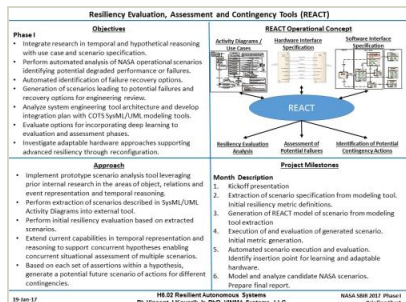 Resiliency Evaluation, Assessment and Contingency Tools (REACT)
Objectives
Phase I
• Integrate research in temporal and hypothetical reasoning
with use case and scenario specification.
• Perform automated analysis of NASA operational scenarios
identifying potential degraded performance or failures.
• Automated identification of failure recovery options.
• Generation of scenarios leading to potential failures and
recovery options for engineering review.
• Analyze system engineering tool architecture and develop
integration plan with COTS SysML/UML modeling tools.
• Evaluate options for incorporating deep learning to
evaluation and assessment phases.
• Investigate adaptable hardware approaches supporting
advanced resiliency through reconfiguration.
REACT Operational Concept
Activity Diagrams /
Use Cases
Hardware Interface
Specification
Software Interface
Specification
REACT
Resiliency Evaluation
Analysis
Assessment of
Potential Failures
Identification of Potential
Contingency Actions
Approach
• Implement prototype scenario analysis tool leveraging
prior internal research in the areas of object, relations and
event representation and temporal reasoning.
• Perform extraction of scenarios described in SysML/UML
Activity Diagrams into external tool.
• Perform initial resiliency evaluation based on extracted
scenarios.
• Extend current capabilities in temporal representation and
reasoning to support concurrent hypotheses enabling
concurrent situational assessment of multiple scenarios.
• Based on each set of assertions within a hypothesis,
generate a potential future scenario of actions for different
contingencies.
Project Milestones
Month Description
1. Kickoff presentation
2. Extraction of scenario specification from modeling tool.
Initial resiliency metric definitions.
3. Generation of REACT model of scenario from modeling
tool extraction
4. Execution of and evaluation of generated scenario.
Initial metric generation.
5. Automated scenario execution and evaluation.
Identify insertion point for learning and adaptable
hardware.
6. Model and analyze candidate NASA scenarios.
Prepare final report.
19-Jan-17
H6.02 Resilient Autonomous Systems
NASA SBIR 2017 Phase I